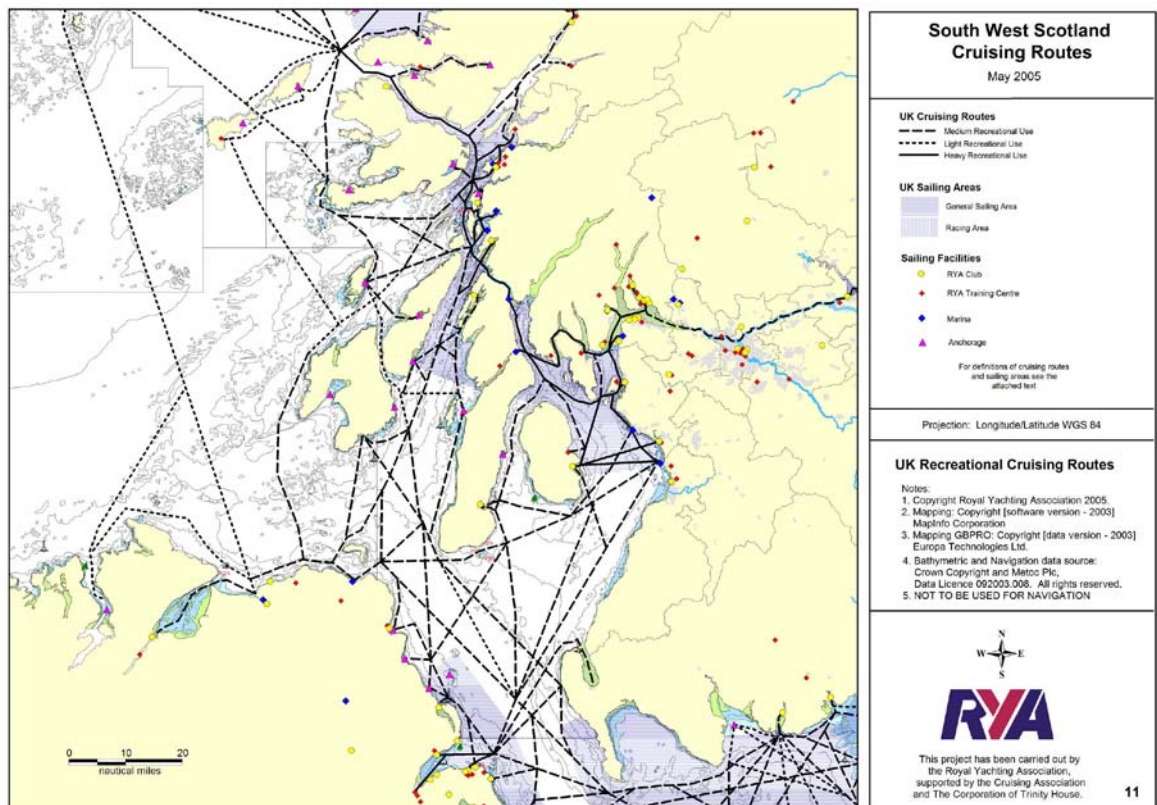 South West Scotland
Cruising Routes
May 2005
UK Cruising Routes
Medium Recreational Use
Light Recreational Use
Heavy Recreational Use
UK Sailing Areas
General Sailing Area
Racing Area
Sailing Facilities
RYA Club
RYA Training Centre
Marina
Anchorage
For definitions of cruising routes
and sailing areas see the
attached text
Projection: Longitude/Latitude WGS 84
UK Recreational Cruising Routes
Notes:
1. Copyright Royal Yachting Association 2005.
2. Mapping: Copyright [software version - 2003]
MapInfo Corporation
3. Mapping GBPRO: Copyright [data version - 2003]
Europa Technologies Ltd.
4. Bathymetric and Navigation data source:
Crown Copyright and Metoc Plc,
Data Licence 092003.008. All rights reserved.
5. NOT TO BE USED FOR NAVIGATION
N
W E
S
RYA
This project has been carried out by
the Royal Yachting Association,
supported by the Cruising Association
and The Corporation of Trinity House.
11
0 10 20
nautical miles